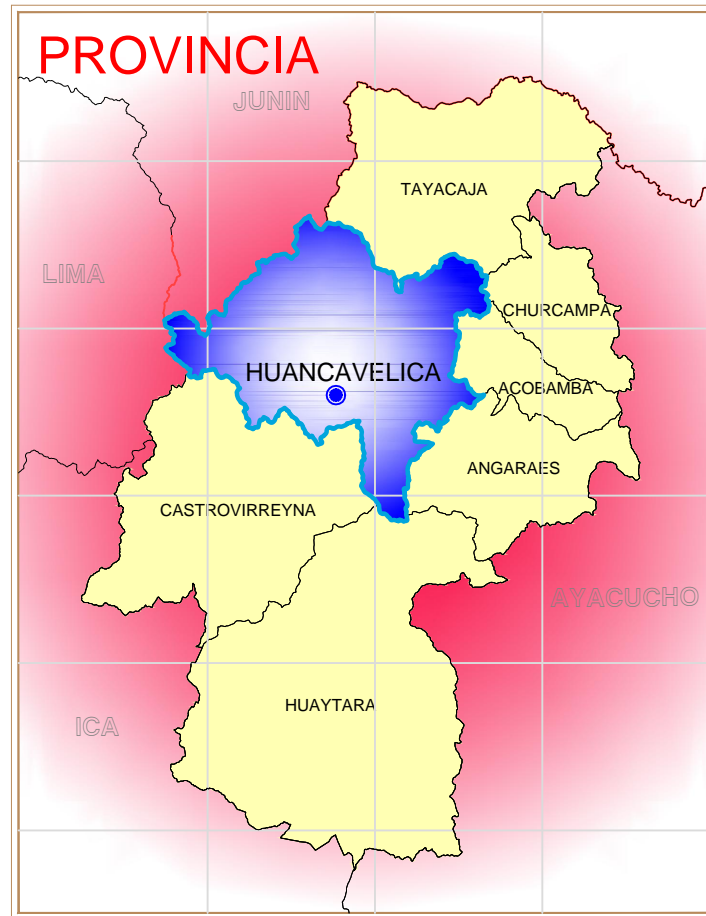 PROVINCIA
JUNIN
TAYACAJA
LIMA
CHURCAMPA
HUANCAVELICA
ACOBAMBA
ANGARAES
CASTROVIRREYNA
AYACUCHO
HUAYTARA
ICA